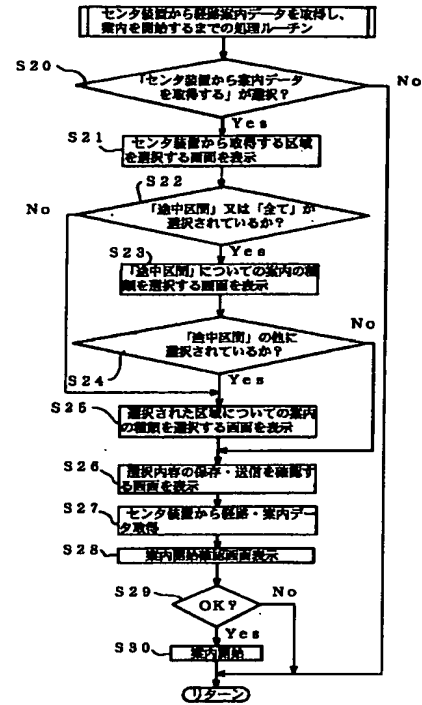 センタ装置から経路案内データを取得し、
案内を開始するまでの処理ルーチン
S20
「センタ装置から案内データ
を取得する」が選択?
No
Yes
S21
センタ装置から取得する区域
を選択する画面を表示
S22
No
「途中区間」又は「全て」が
選択されているか?
Yes
S23
「途中区間」についての案内の種
類を選択する画面を表示
No
「途中区間」の他に
選択されているか?
S24
Yes
S25
選択された区域についての案内
の種類を選択する画面を表示
S26
選択内容の保存・送信を確認す
る画面を表示
S27
センタ装置から経路・案内デー
タ取得
S28
案内開始確認画面表示
S29
OK?
No
Yes
S30
案内開始
リターン